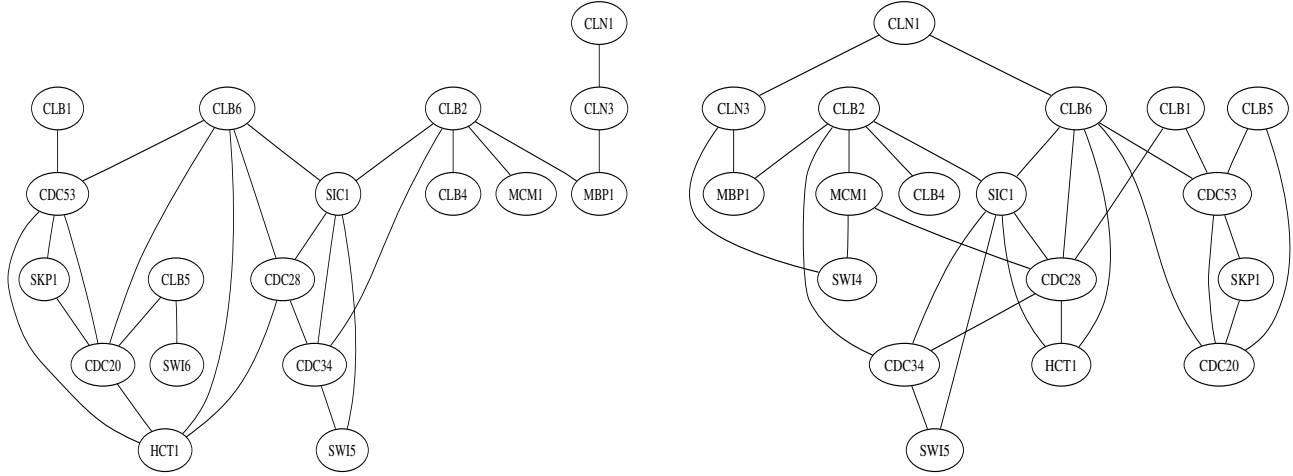 CLN1
CLB1
CLB6
CLB2
CLN3
CDC53
SIC1
CLB4
MCM1
MBP1
SKP1
CLB5
CDC28
CDC20
SWI6
CDC34
HCT1
SWI5
CLN1
CLN3
CLB2
CLB6
CLB1
CLB5
MBP1
MCM1
CLB4
SIC1
CDC53
SWI4
CDC28
SKP1
CDC34
HCT1
CDC20
SWI5